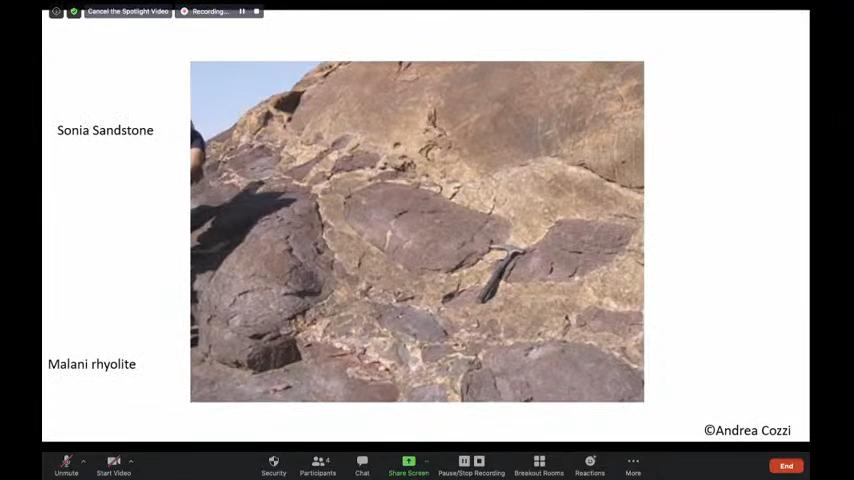 Cancel the Spotlight Video
Recording...
Sonia Sandstone
Malani rhyolite
©Andrea Cozzi
Unmute
Start Video
Security
Participants
4
Chat
Share Screen
Pause/Stop Recording
Breakout Rooms
Reactions
More
End